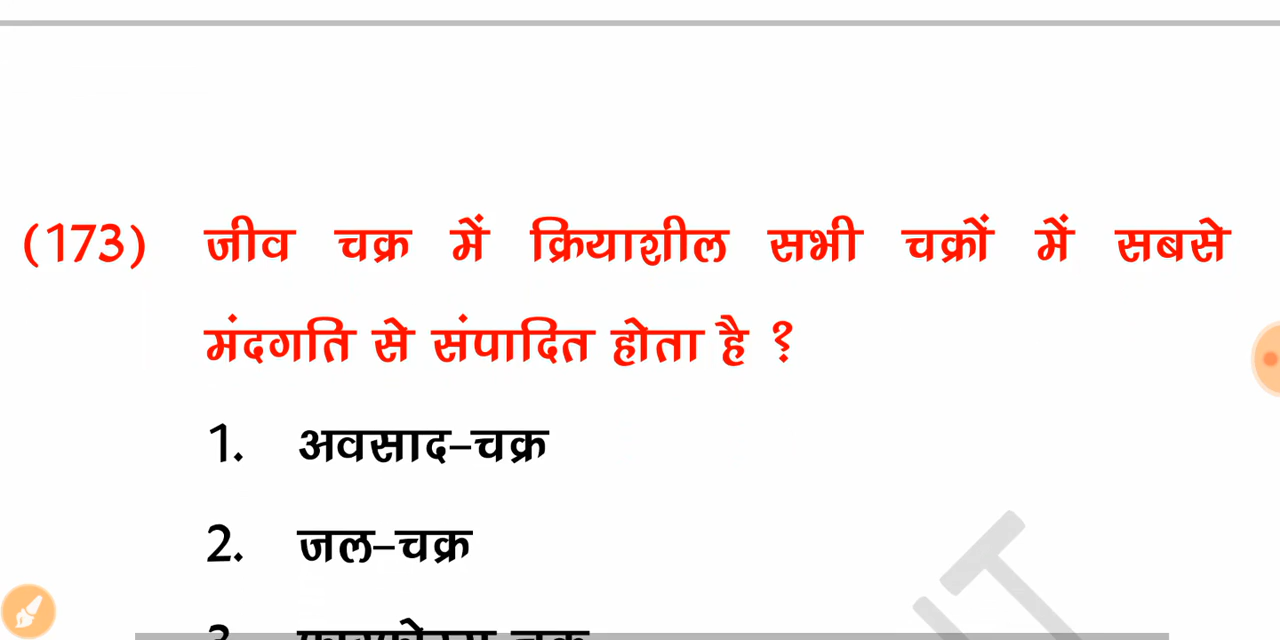 (173) जीव चक्र में क्रियाशील सभी चक्रों में सबसे
मंदगति से संपादित होता है ?
1. अवसाद-चक्र
2. जल-चक्र